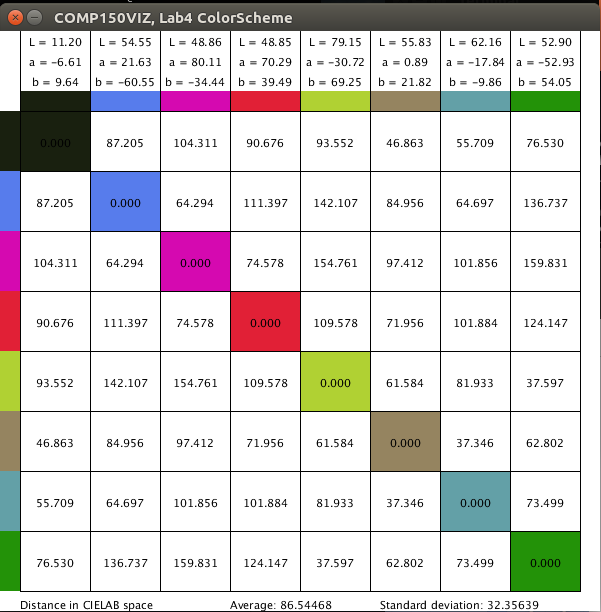 COMP150VIZ, Lab4 ColorScheme
L = 11.20 L = 54.55 L = 48.86 L = 48.85 L = 79.15 L = 55.83 L = 62.16 L = 52.90
a = −6.61 a = 21.63 a = 80.11 a = 70.29 a = −30.72 a = 0.89 a = −17.84 a = −52.93
b = 9.64 b = −60.55 b = −34.44 b = 39.49 b = 69.25 b = 21.82 b = −9.86 b = 54.05
0.000 87.205 104.311 90.676 93.552 46.863 55.709 76.530
87.205 0.000 64.294 111.397 142.107 84.956 64.697 136.737
104.311 64.294 0.000 74.578 154.761 97.412 101.856 159.831
90.676 111.397 74.578 0.000 109.578 71.956 101.884 124.147
93.552 142.107 154.761 109.578 0.000 61.584 81.933 37.597
46.863 84.956 97.412 71.956 61.584 0.000 37.346 62.802
55.709 64.697 101.856 101.884 81.933 37.346 0.000 73.499
76.530 136.737 159.831 124.147 37.597 62.802 73.499 0.000
Distance in CIELAB space Average: 86.54468 Standard deviation: 32.35639